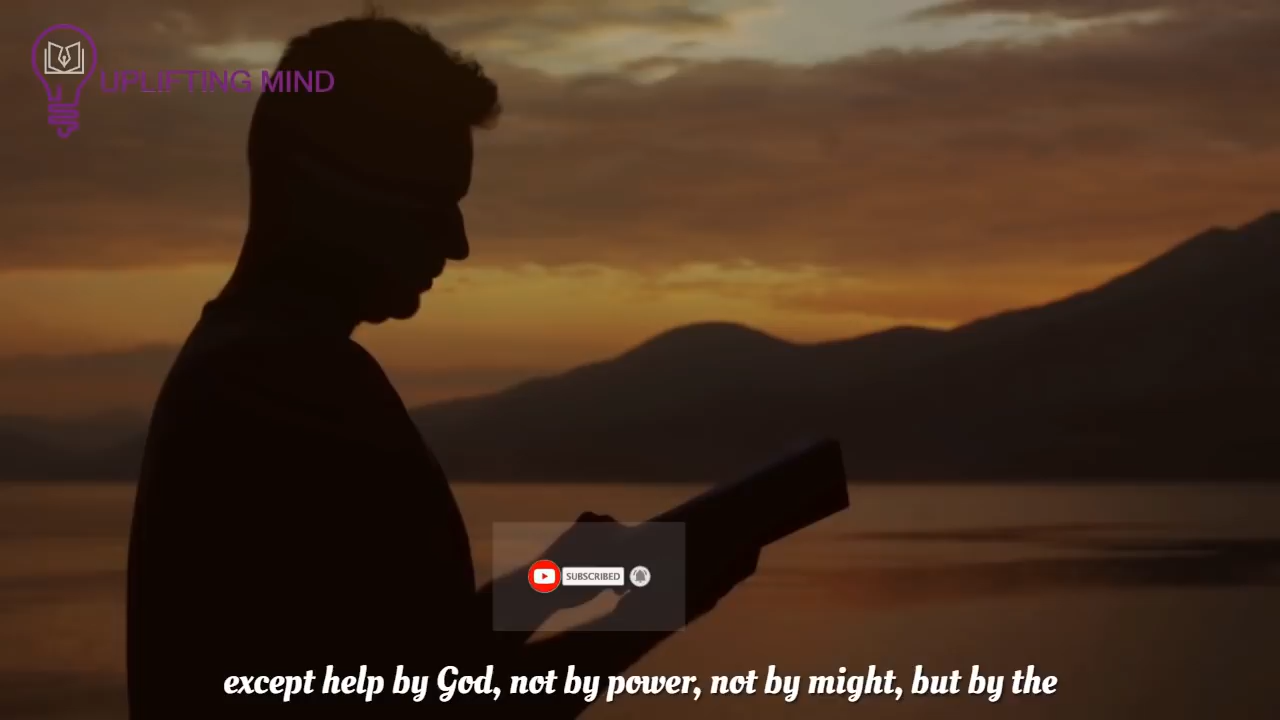 UPLIFTING MIND
SUBSCRIBED
except help by God, not by power, not by might, but by the